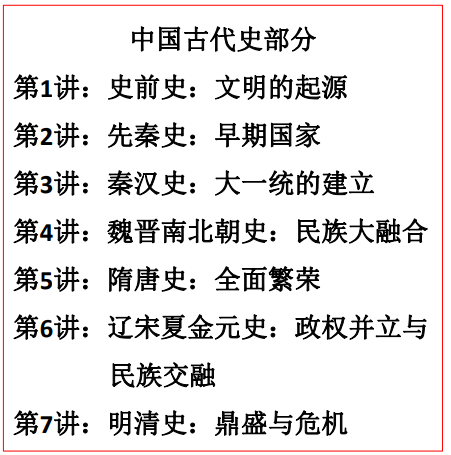 中国古代史部分
第1讲：史前史：文明的起源
第2讲：先秦史：早期国家
第3讲：秦汉史：大一统的建立
第4讲：魏晋南北朝史：民族大融合
第5讲：隋唐史：全面繁荣
第6讲：辽宋夏金元史：政权并立与
民族交融
第7讲：明清史：鼎盛与危机